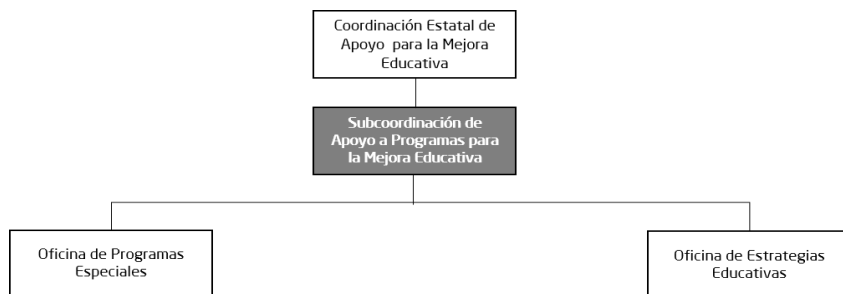 Coordinación Estatal de
Apoyo para la Mejora
Educativa
Subcoordinación de
Apoyo a Programas para
la Mejora Educativa
Oficina de Programas
Especiales
Oficina de Estrategias
Educativas